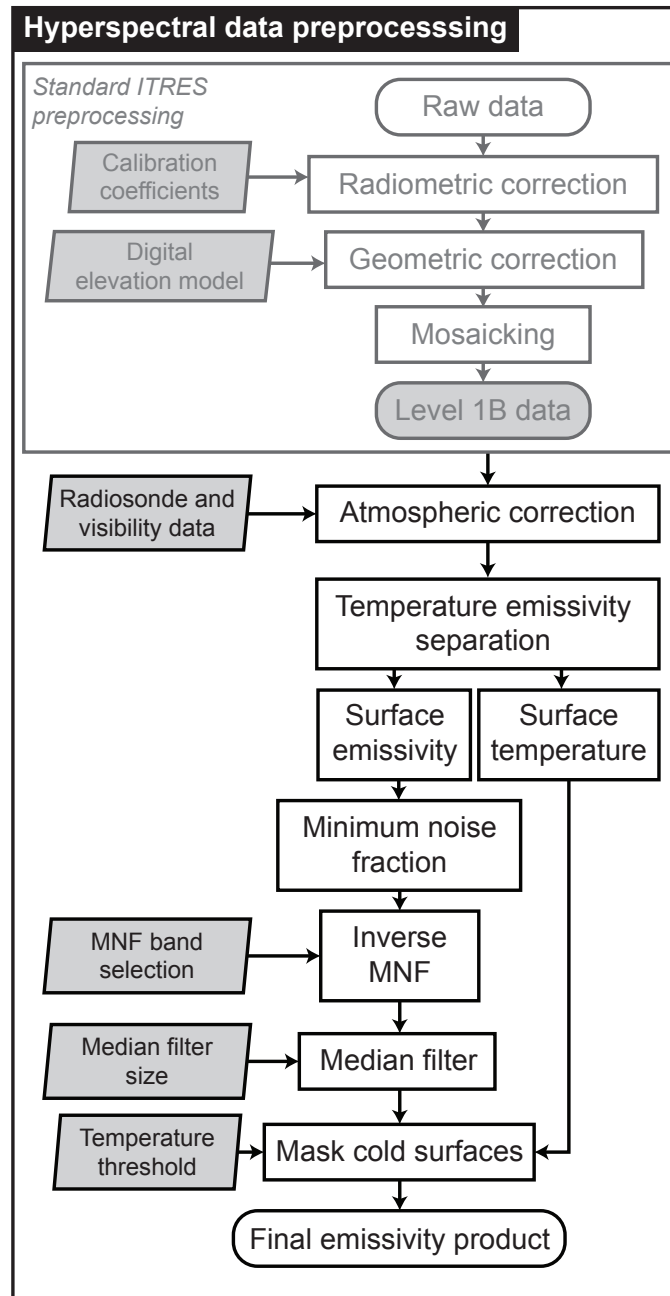 Hyperspectral data preprocesssing
Standard ITRES
preprocessing
Raw data
Calibration
coefficients
Radiometric correction
Digital
elevation model
Geometric correction
Mosaicking
Level 1B data
Radiosonde and
visibility data
Atmospheric correction
Temperature emissivity
separation
Surface
emissivity
Surface
temperature
Minimum noise
fraction
MNF band
selection
Inverse
MNF
Median filter
size
Median filter
Temperature
threshold
Mask cold surfaces
Final emissivity product